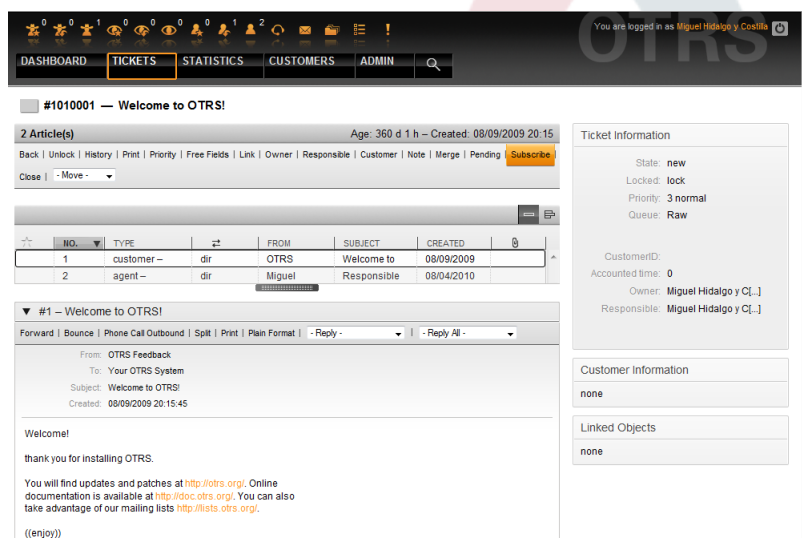 0 0 1 0 0 0 0 1 2
You are logged in as Miguel Hidalgo y Costilla
OTRS
DASHBOARD TICKETS STATISTICS CUSTOMERS ADMIN
#1010001 — Welcome to OTRS!
2 Article(s) Age: 360 d 1 h – Created: 08/09/2009 20:15
Back | Unlock | History | Print | Priority | Free Fields | Link | Owner | Responsible | Customer | Note | Merge | Pending | Subscribe |
Close | - Move -
NO. TYPE FROM SUBJECT CREATED
1 customer – dir OTRS Welcome to 08/09/2009
2 agent – dir Miguel Responsible 08/04/2010
#1 – Welcome to OTRS!
Forward | Bounce | Phone Call Outbound | Split | Print | Plain Format | - Reply - | - Reply All -
From: OTRS Feedback
To: Your OTRS System
Subject: Welcome to OTRS!
Created: 08/09/2009 20:15:45
Welcome!
thank you for installing OTRS.
You will find updates and patches at http://otrs.org/. Online
documentation is available at http://doc.otrs.org/. You can also
take advantage of our mailing lists http://lists.otrs.org/.
((enjoy))
Ticket Information
State: new
Locked: lock
Priority: 3 normal
Queue: Raw
CustomerID:
Accounted time: 0
Owner: Miguel Hidalgo y C[...]
Responsible: Miguel Hidalgo y C[...]
Customer Information
none
Linked Objects
none